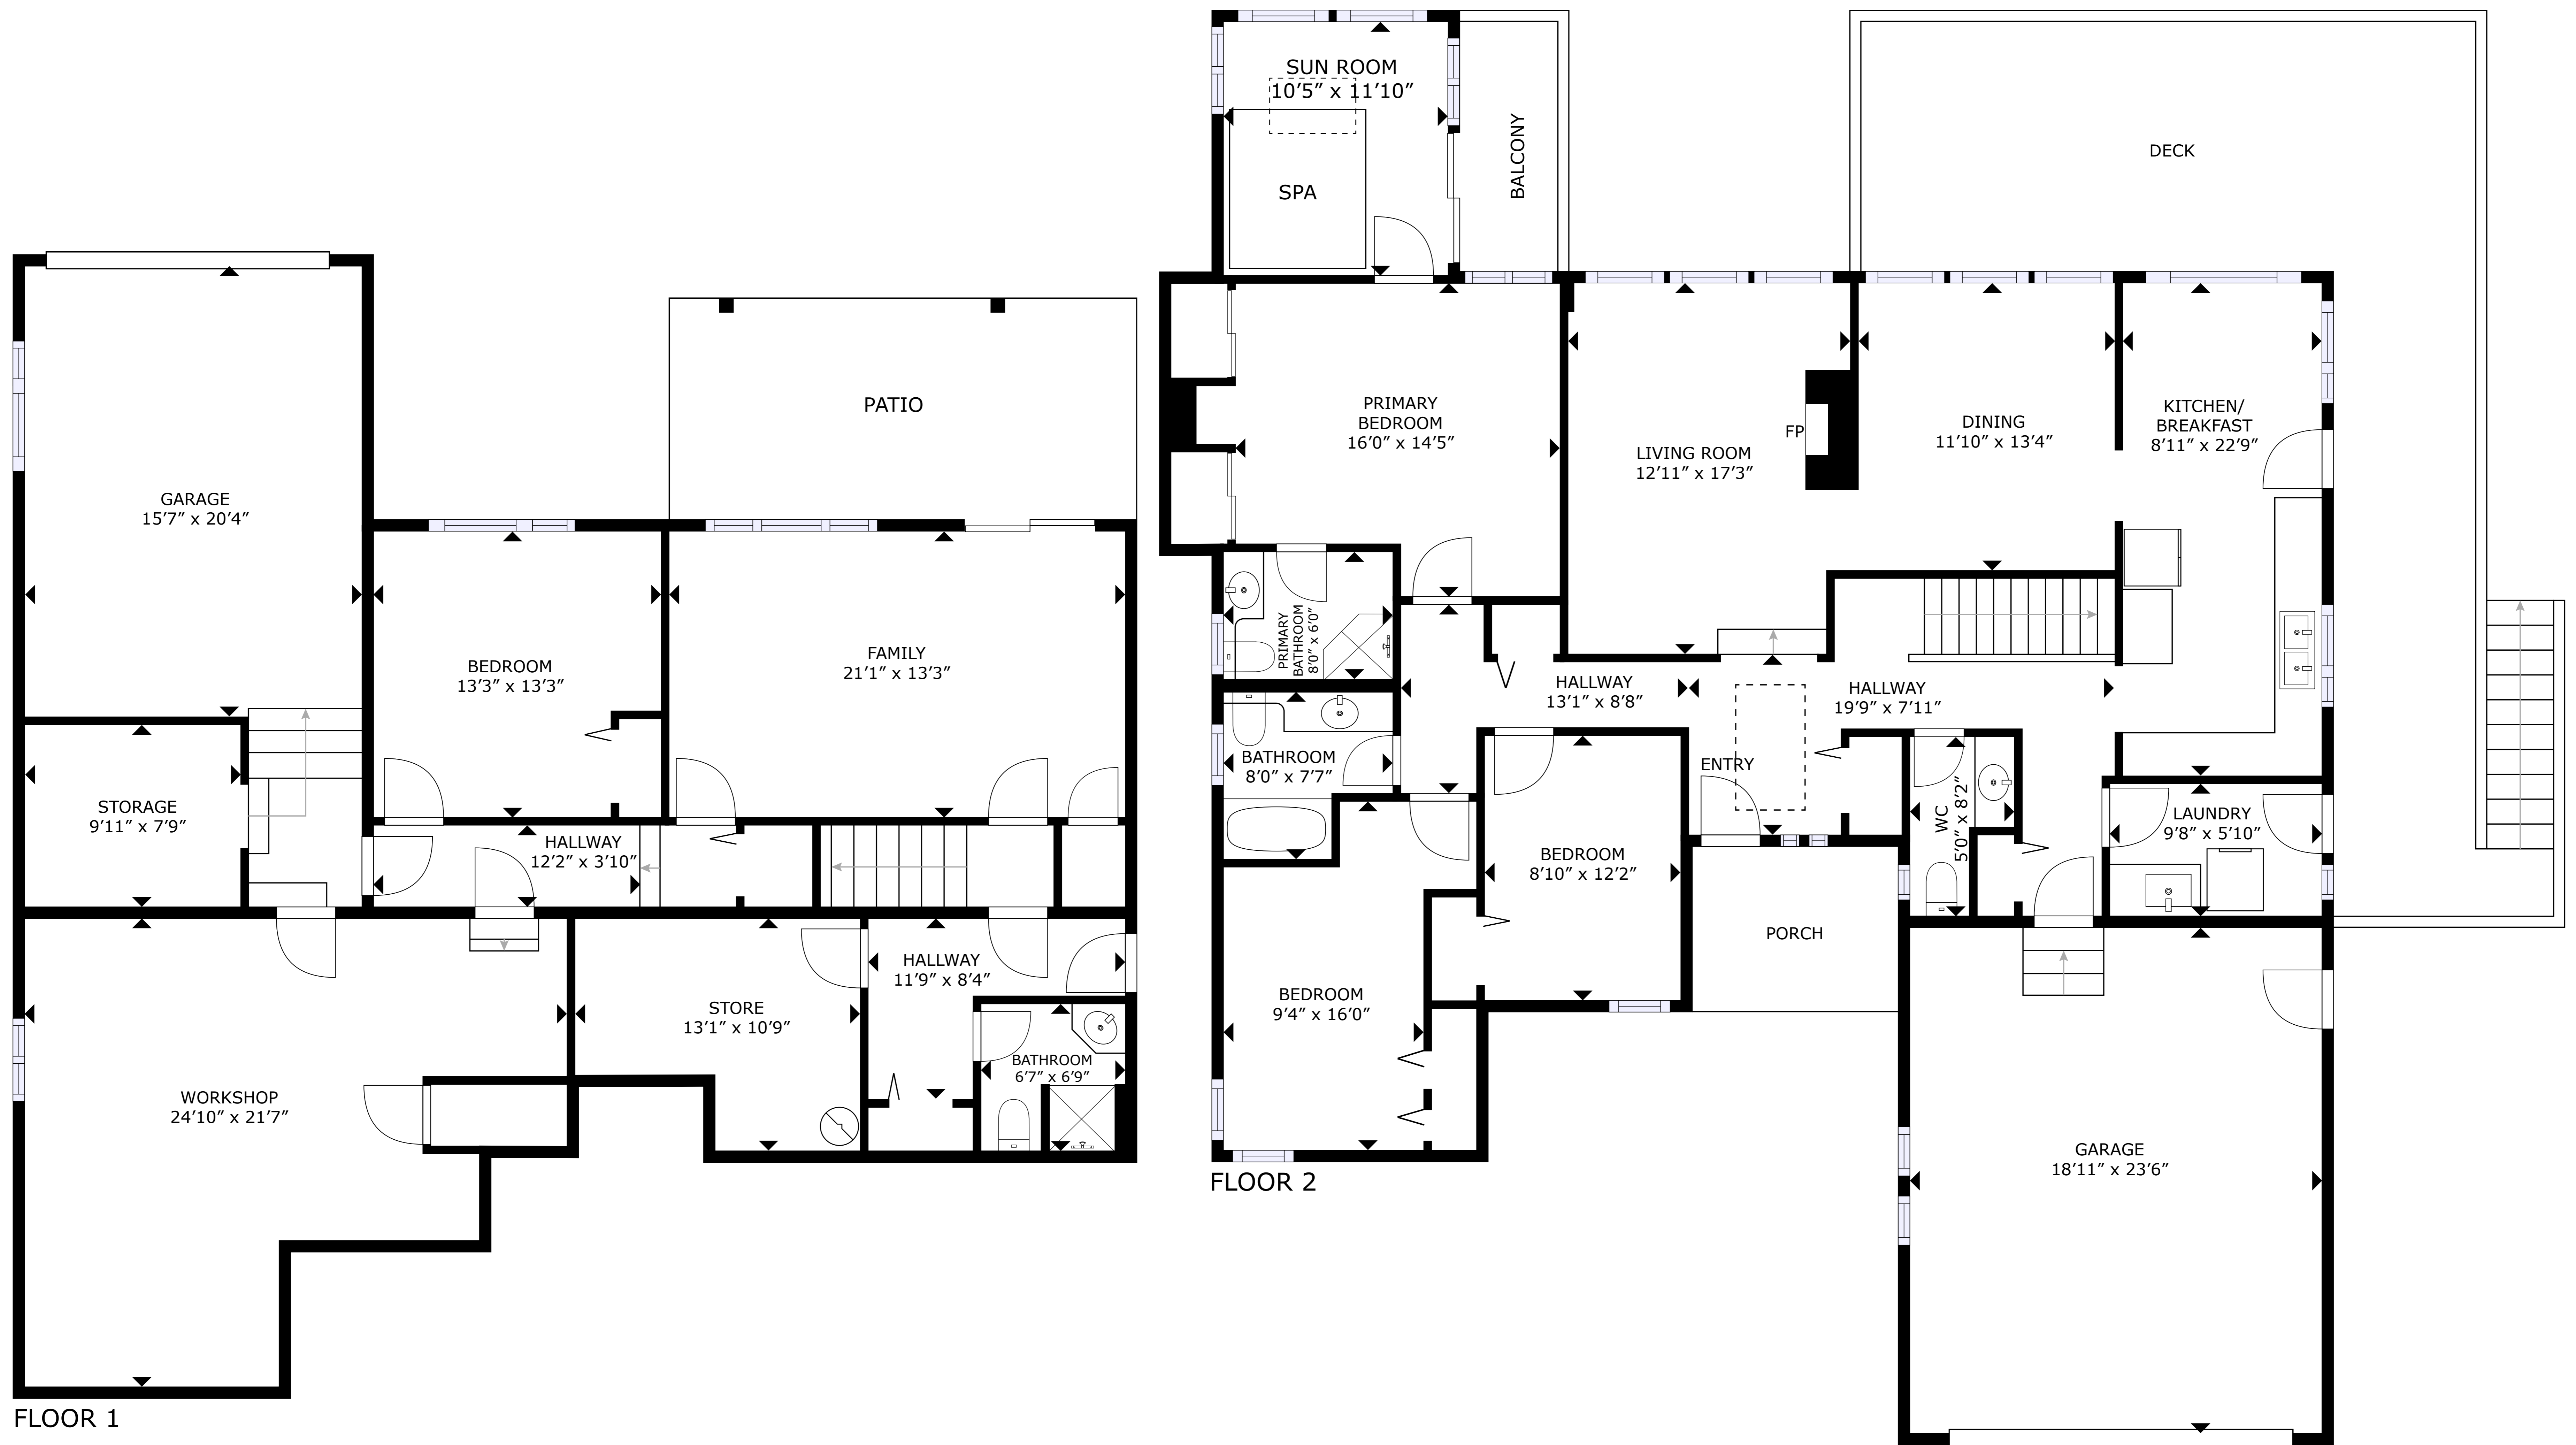 GARAGE
15'7" x 20'4"
PATIO
BEDROOM
13'3" x 13'3"
FAMILY
21'1" x 13'3"
STORAGE
9'11" x 7'9"
HALLWAY
12'2" x 3'10"
HALLWAY
11'9" x 8'4"
STORE
13'1" x 10'9"
BATHROOM
6'7" x 6'9"
WORKSHOP
24'10" x 21'7"
FLOOR 1
SUN ROOM
10'5" x 11'10"
SPA
BALCONY
DECK
PRIMARY
BEDROOM
16'0" x 14'5"
LIVING ROOM
12'11" x 17'3"
FP
DINING
11'10" x 13'4"
KITCHEN/
BREAKFAST
8'11" x 22'9"
PRIMARY
BATHROOM
8'0" x 6'0"
HALLWAY
13'1" x 8'8"
HALLWAY
19'9" x 7'11"
BATHROOM
8'0" x 7'7"
ENTRY
WC
5'0" x 8'2"
LAUNDRY
9'8" x 5'10"
BEDROOM
8'10" x 12'2"
PORCH
BEDROOM
9'4" x 16'0"
GARAGE
18'11" x 23'6"
FLOOR 2